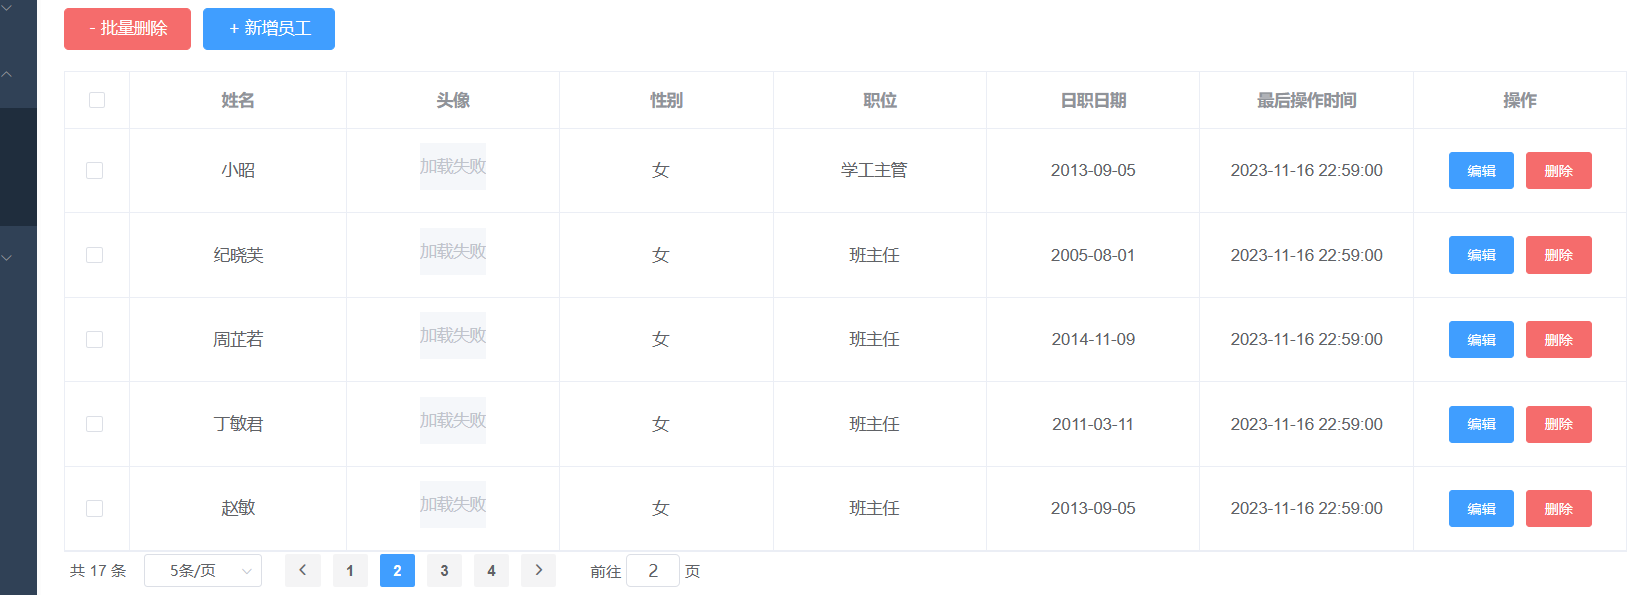 - 批量删除 + 新增员工
姓名 头像 性别 职位 日职日期 最后操作时间 操作
小昭 加载失败 女 学工主管 2013-09-05 2023-11-16 22:59:00 编辑 删除
纪晓芙 加载失败 女 班主任 2005-08-01 2023-11-16 22:59:00 编辑 删除
周芷若 加载失败 女 班主任 2014-11-09 2023-11-16 22:59:00 编辑 删除
丁敏君 加载失败 女 班主任 2011-03-11 2023-11-16 22:59:00 编辑 删除
赵敏 加载失败 女 班主任 2013-09-05 2023-11-16 22:59:00 编辑 删除
共 17 条 5条/页 1 2 3 4 前往 2 页